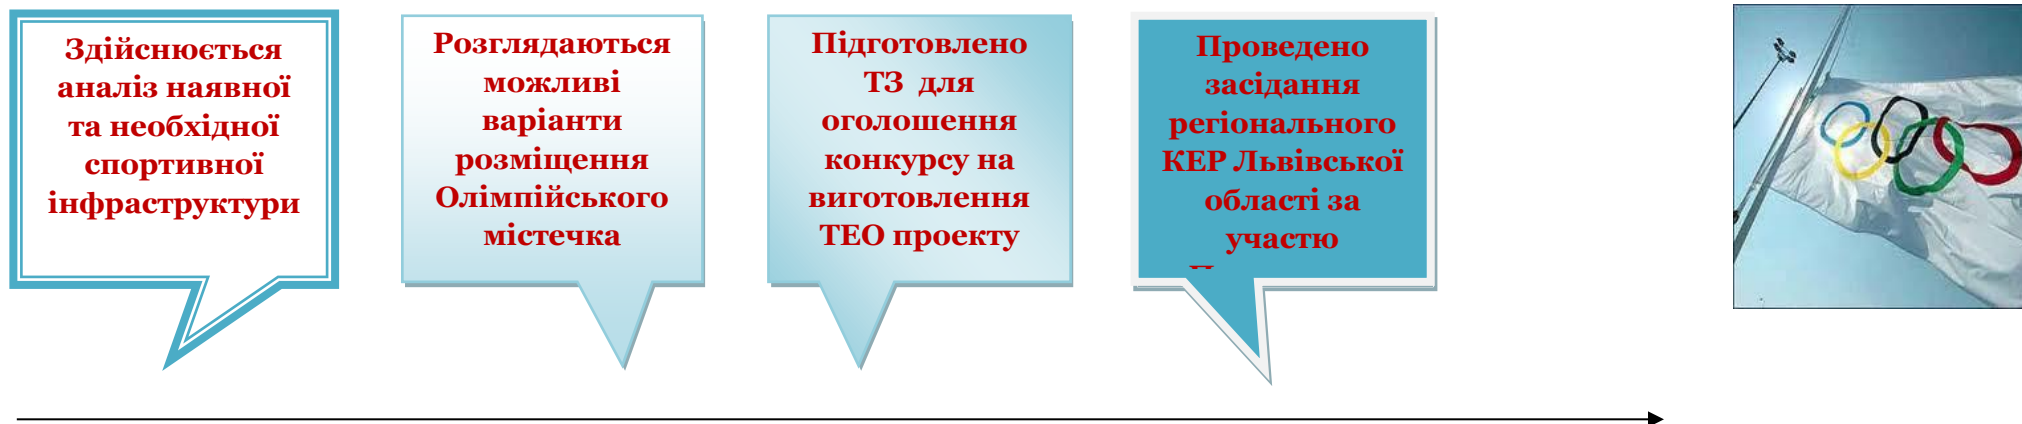 Здійснюється
аналіз наявної
та необхідної
спортивної
інфраструктури
Розглядаються
можливі
варіанти
розміщення
Олімпійського
містечка
Підготовлено
ТЗ для
оголошення
конкурсу на
виготовлення
ТЕО проекту
Проведено
засідання
регіонального
КЕР Львівської
області за
участю